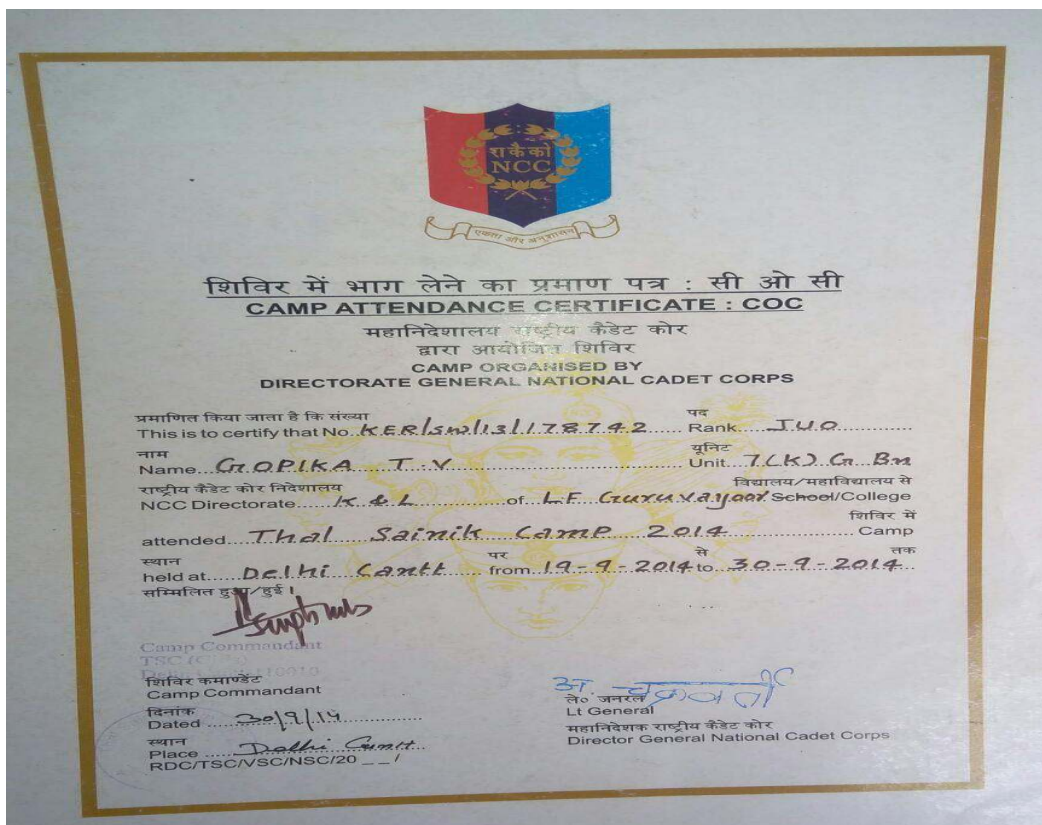 राकैको
NCC
एकता और अनुशासन
शिविर में भाग लेने का प्रमाण पत्र : सी ओ सी
CAMP ATTENDANCE CERTIFICATE : COC
महानिदेशालय राष्ट्रीय कैडेट कोर
द्वारा आयोजित शिविर
CAMP ORGANISED BY
DIRECTORATE GENERAL NATIONAL CADET CORPS
प्रमाणित किया जाता है कि संख्या पद
This is to certify that No. KER/SW/13/178742 Rank JUO
नाम यूनिट
Name GOPIKA T.V Unit 7(K) G Bn
राष्ट्रीय कैडेट कोर निदेशालय विद्यालय/महाविद्यालय से
NCC Directorate K & L of LF Guruvayoor School/College
शिविर में
attended Thal Sainik Camp 2014 Camp
स्थान पर से तक
held at Delhi Cantt from 19-9-2014 to 30-9-2014
सम्मिलित हुआ/हुई।
Camp Commandant
TSC
शिविर कमाण्डेंट
Camp Commandant
अ. चक्रवर्ती
ले० जनरल
Lt General
दिनांक
Dated 30/9/14
महानिदेशक राष्ट्रीय कैडेट कोर
Director General National Cadet Corps
स्थान
Place Delhi Cantt
RDC/TSC/VSC/NSC/20 _ _ /